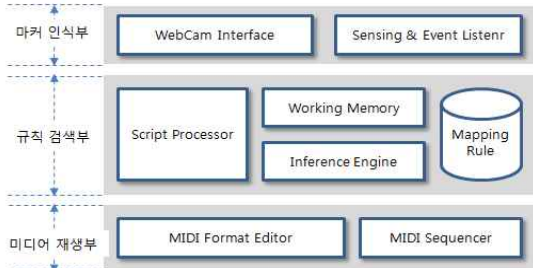 마커 인식부
WebCam Interface
Sensing & Event Listenr
규칙 검색부
Script Processor
Working Memory
Inference Engine
Mapping
Rule
미디어 재생부
MIDI Format Editor
MIDI Sequencer